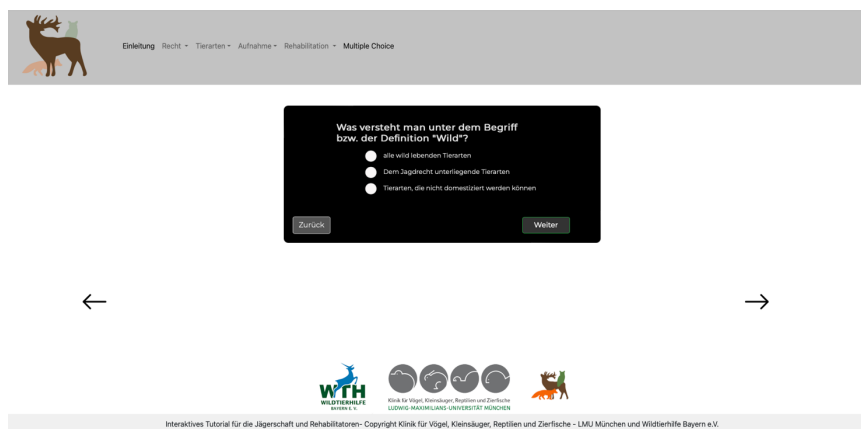 Einleitung Recht Tierarten Aufnahme Rehabilitation Multiple Choice
Was versteht man unter dem Begriff
bzw. der Definition "Wild"?
alle wild lebenden Tierarten
Dem Jagdrecht unterliegende Tierarten
Tierarten, die nicht domestiziert werden können
Zurück Weiter
WTH
WILDTIERHILFE
BAYERN E. V.
Klinik für Vögel, Kleinsäuger, Reptilien und Zierfische
LUDWIG-MAXIMILIANS-UNIVERSITÄT MÜNCHEN
Interaktives Tutorial für die Jägerschaft und Rehabilitatoren- Copyright Klinik für Vögel, Kleinsäuger, Reptilien und Zierfische - LMU München und Wildtierhilfe Bayern e.V.